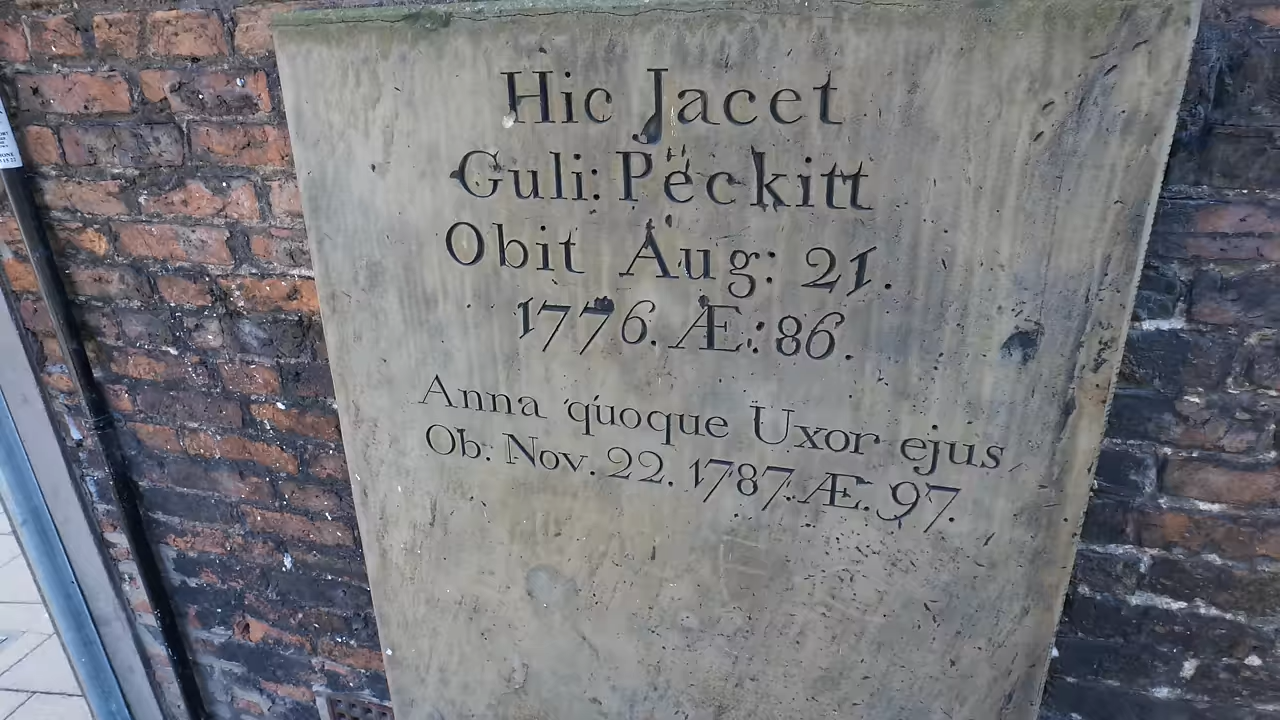 Hic Jacet
Guli: Peckitt
Obit Aug: 21.
1776. Æ: 86.
Anna quoque Uxor ejus
Ob: Nov. 22. 1787. Æ. 97.